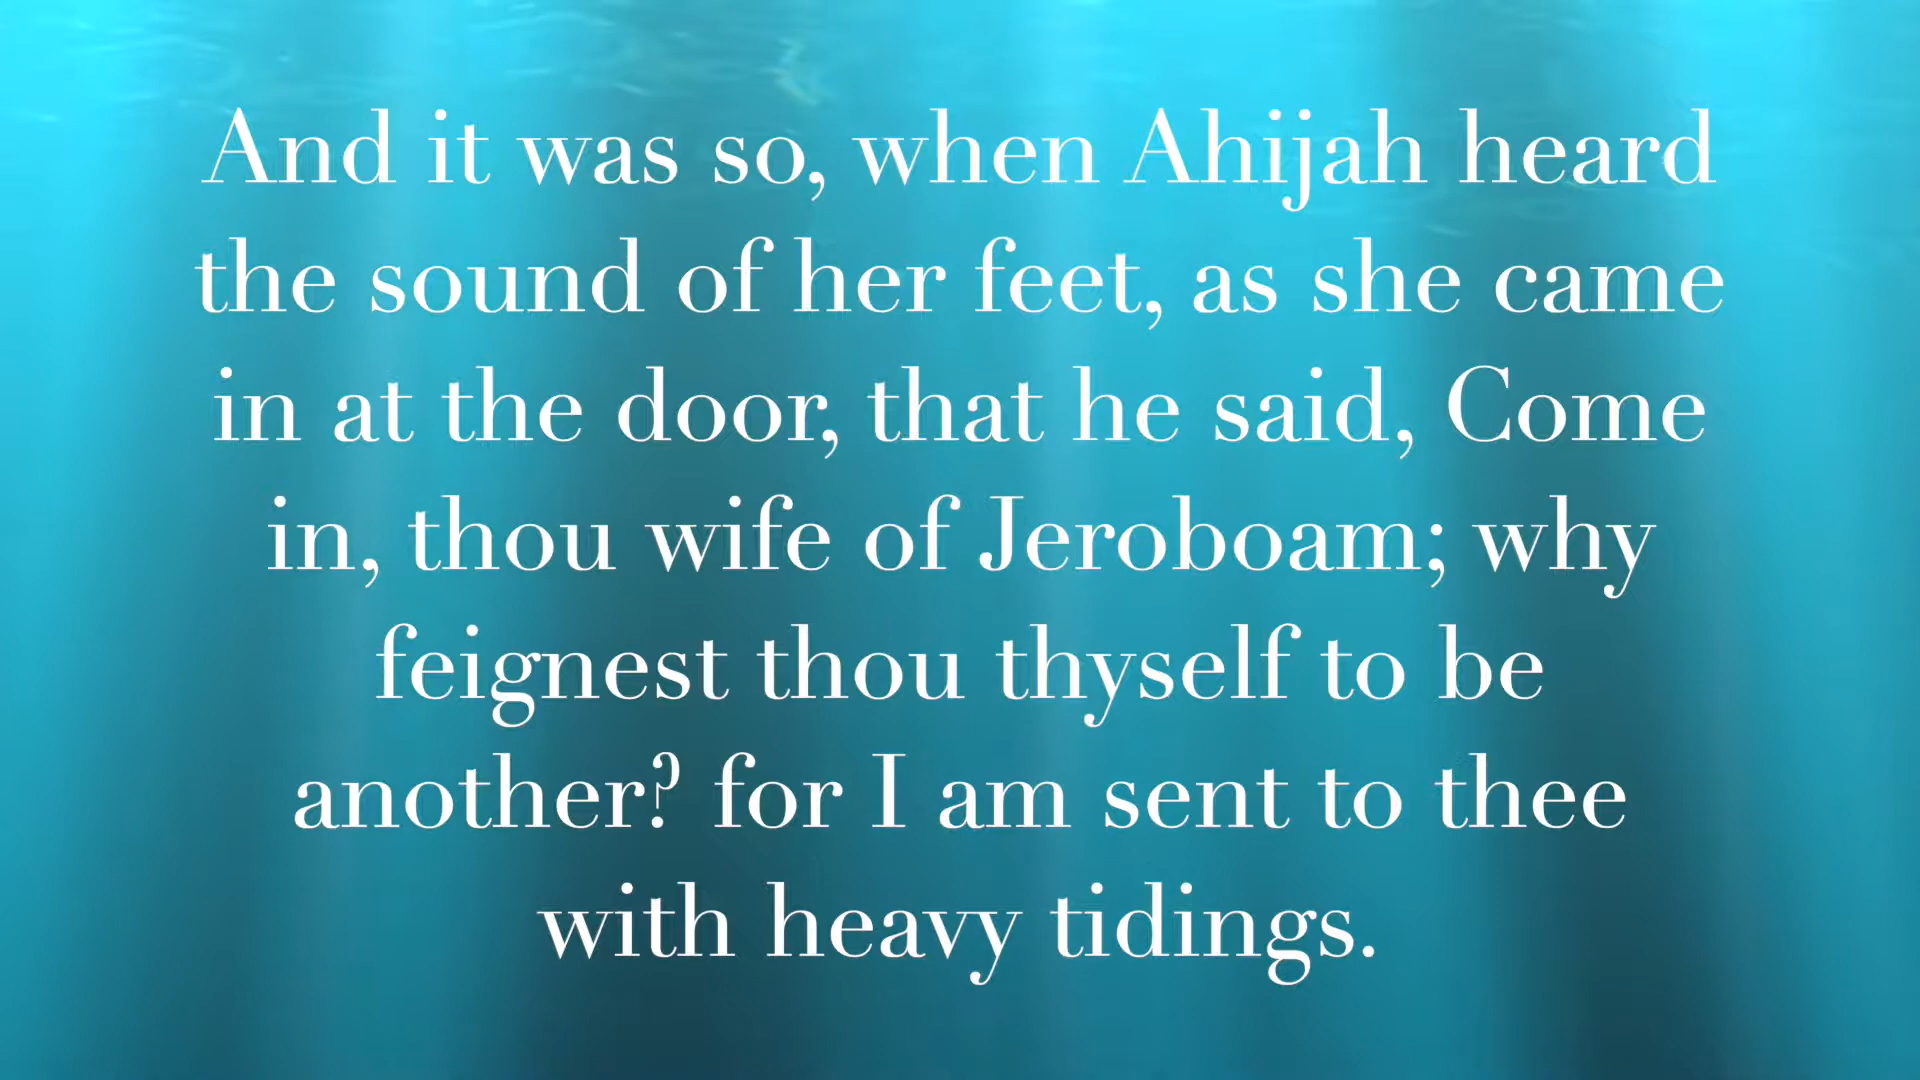 And it was so, when Ahijah heard
the sound of her feet, as she came
in at the door, that he said, Come
in, thou wife of Jeroboam; why
feignest thou thyself to be
another? for I am sent to thee
with heavy tidings.